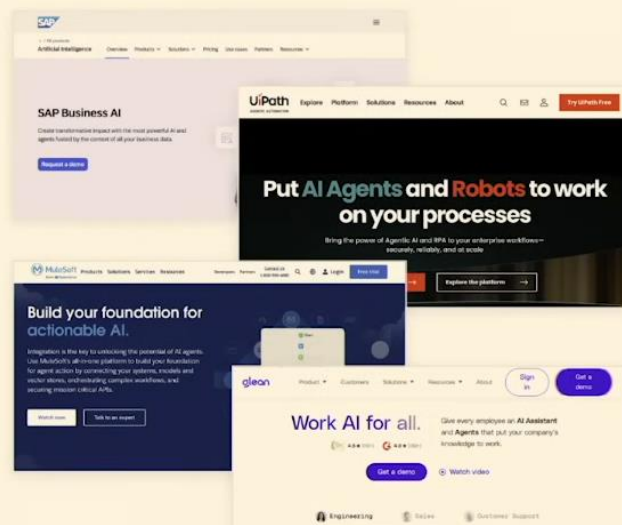 SAP
Artificial Intelligence Overview Products Solutions Pricing Use cases Partners Resources
SAP Business AI
Create transformative impact with the most powerful AI and
agents fueled by the context of all your business data.
Request a demo
UiPath Explore Platform Solutions Resources About Try UiPath Free
Put AI Agents and Robots to work
on your processes
Bring the power of Agentic AI and RPA to your enterprise workflows—
securely, reliably, and at scale
Explore the platform
MuleSoft Products Solutions Services Resources Partners Login Free trial
Build your foundation for
actionable AI.
Integration is the key to unlocking the potential of AI agents.
Use MuleSoft's all-in-one platform to build your foundation
for agent action by connecting your systems, models and
vector stores, orchestrating complex workflows, and
securing mission critical APIs.
Watch now Talk to an expert
glean Product Customers Solutions Resources About Sign
in Get a
demo
Work AI for all.
Give every employee an AI Assistant
and Agents that put your company's
knowledge to work.
Get a demo Watch video
Engineering Sales Customer Support